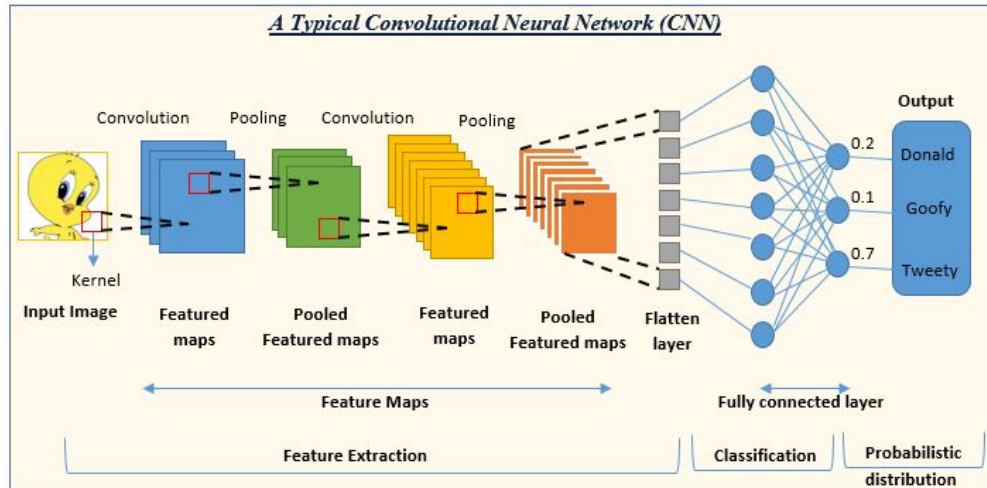 A Typical Convolutional Neural Network (CNN)
Convolution
Pooling
Convolution
Pooling
Kernel
Input Image
Featured
maps
Pooled
Featured maps
Featured
maps
Pooled
Featured maps
Flatten
layer
0.2
0.1
0.7
Output
Donald
Goofy
Tweety
Feature Maps
Fully connected layer
Feature Extraction
Classification
Probabilistic
distribution